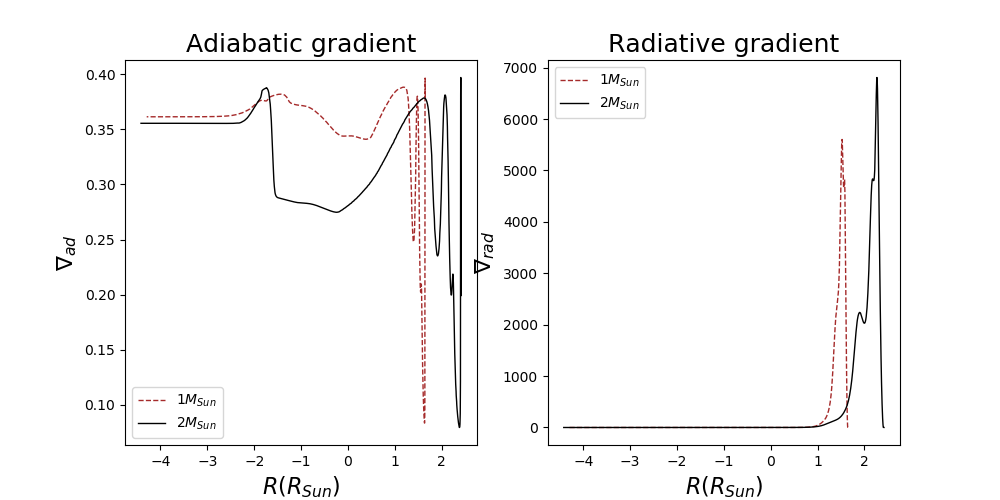 Adiabatic gradient
∇ad
0.40
0.35
0.30
0.25
0.20
0.15
0.10
1MSun
2MSun
−4 −3 −2 −1 0 1 2
R(RSun)
Radiative gradient
∇rad
7000
6000
5000
4000
3000
2000
1000
0
1MSun
2MSun
−4 −3 −2 −1 0 1 2
R(RSun)